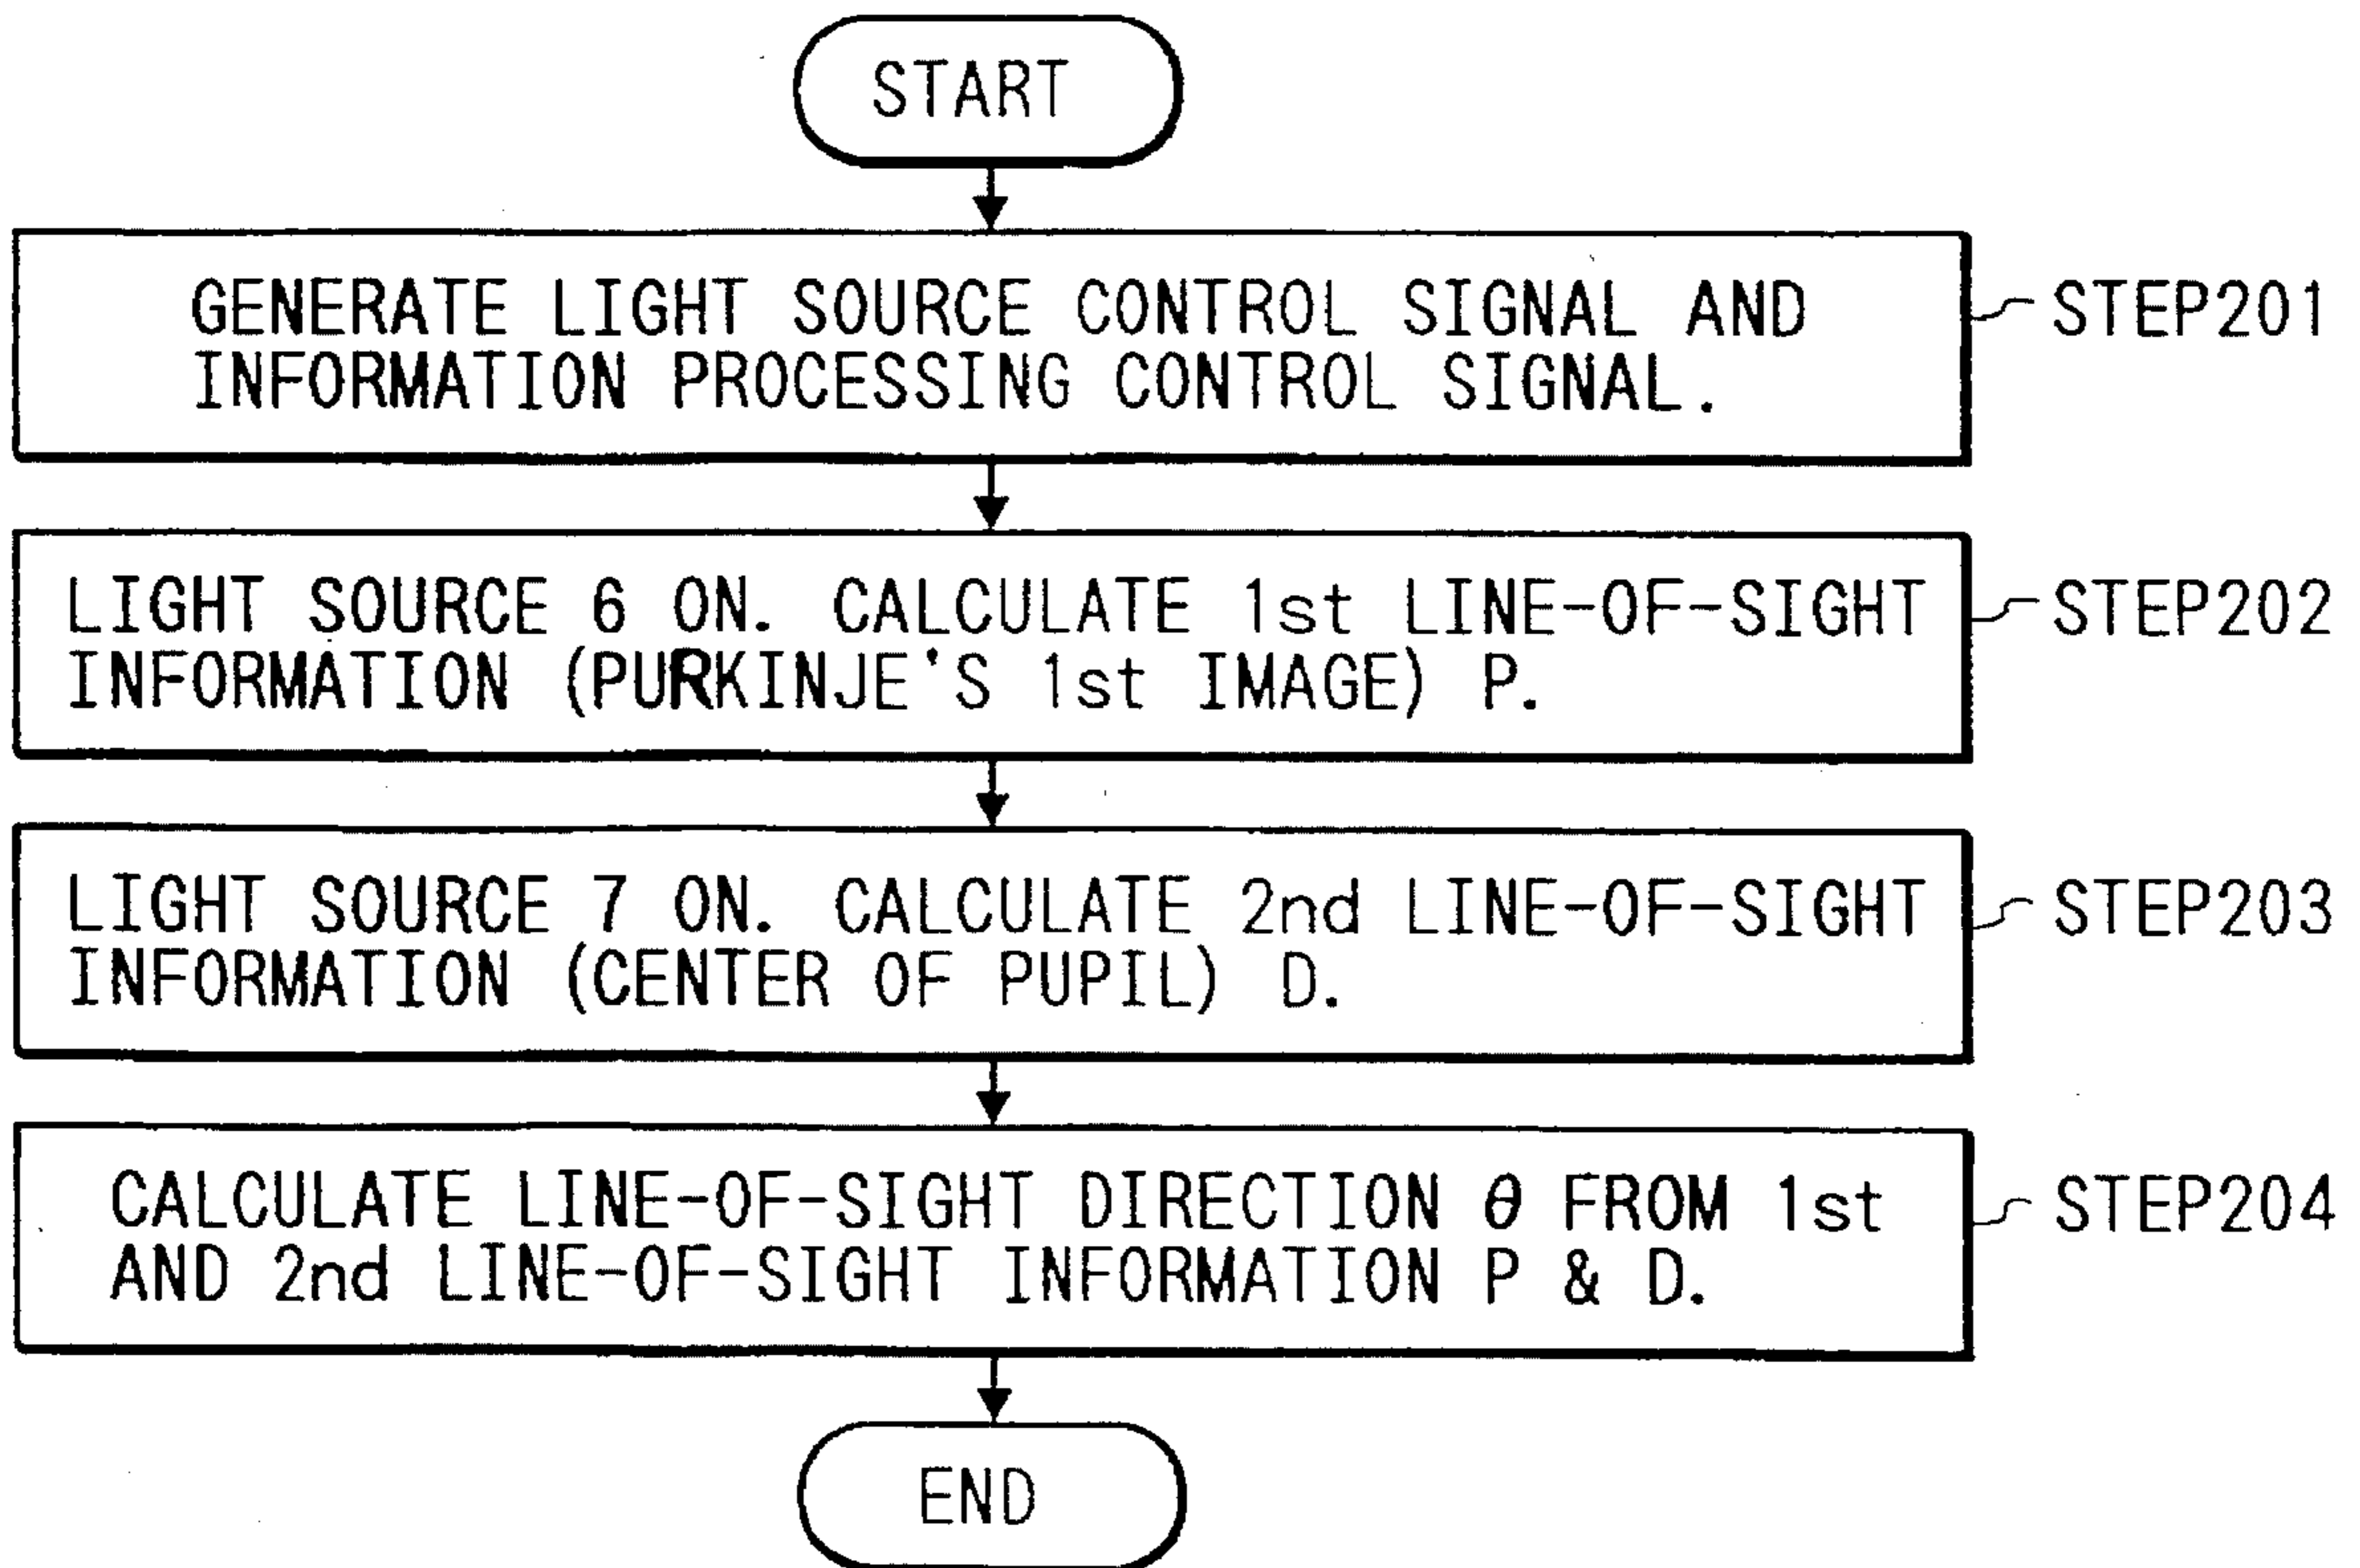 START
GENERATE LIGHT SOURCE CONTROL SIGNAL AND
INFORMATION PROCESSING CONTROL SIGNAL.
STEP201
LIGHT SOURCE 6 ON. CALCULATE 1st LINE-OF-SIGHT
INFORMATION (PURKINJE'S 1st IMAGE) P.
STEP202
LIGHT SOURCE 7 ON. CALCULATE 2nd LINE-OF-SIGHT
INFORMATION (CENTER OF PUPIL) D.
STEP203
CALCULATE LINE-OF-SIGHT DIRECTION θ FROM 1st
AND 2nd LINE-OF-SIGHT INFORMATION P & D.
STEP204
END